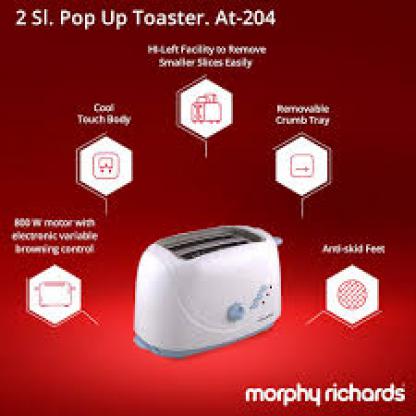 2 Sl. Pop Up Toaster. At-204
Hi-Left Facility to Remove
Smaller Slices Easily
Cool
Touch Body
Removable
Crumb Tray
800 W motor with
electronic variable
browning control
Anti-skid Feet
morphy richards